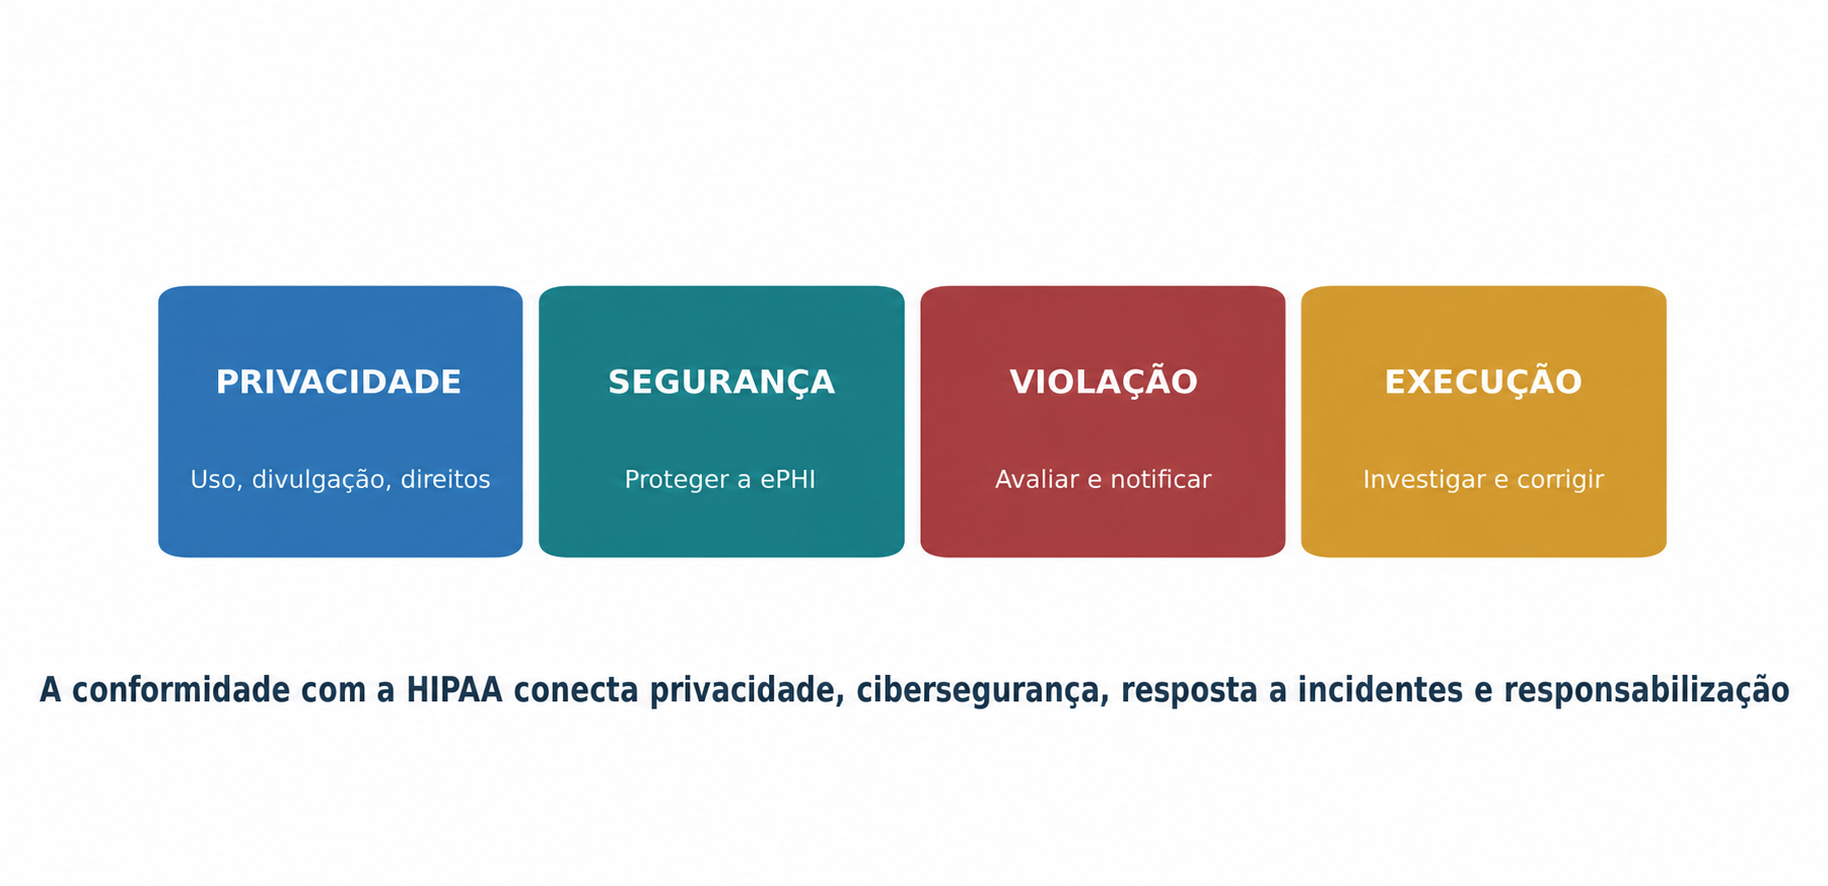 PRIVACIDADE
Uso, divulgação, direitos
SEGURANÇA
Proteger a ePHI
VIOLAÇÃO
Avaliar e notificar
EXECUÇÃO
Investigar e corrigir
A conformidade com a HIPAA conecta privacidade, cibersegurança, resposta a incidentes e responsabilização